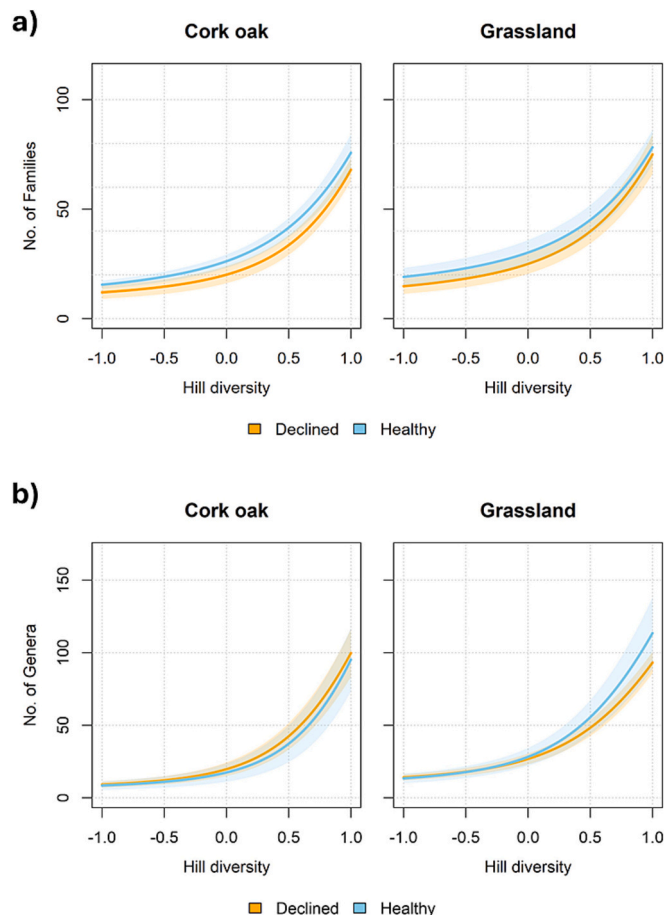 a)
Cork oak Grassland
No. of Families
100
50
0
-1.0 -0.5 0.0 0.5 1.0 -1.0 -0.5 0.0 0.5 1.0
Hill diversity Hill diversity
Declined Healthy
b)
Cork oak Grassland
No. of Genera
150
100
50
0
-1.0 -0.5 0.0 0.5 1.0 -1.0 -0.5 0.0 0.5 1.0
Hill diversity Hill diversity
Declined Healthy